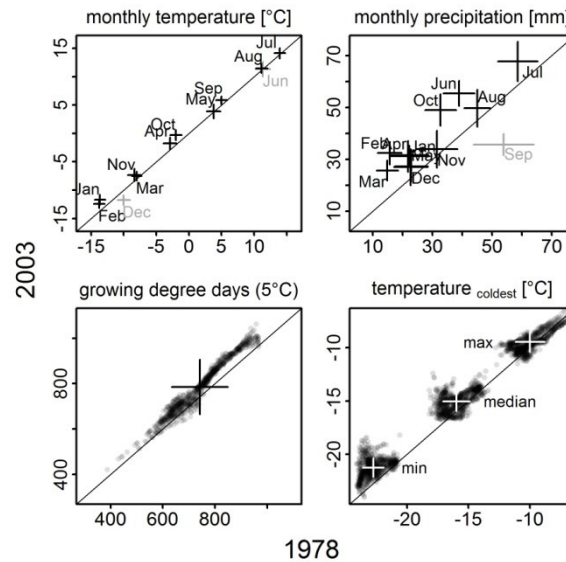 monthly temperature [°C]
monthly precipitation [mm]
15
5
-5
-15
Jul
Aug
Jun
Sep
May
Oct
Apr
Nov
Mar
Jan
Feb
Dec
-15 -10 -5 0 5 10 15
70
50
30
10
Jul
Jun
Oct
Aug
Feb
Apr
Jan
May
Nov
Sep
Mar
Dec
10 30 50 70
2003
growing degree days (5°C)
temperature coldest [°C]
800
400
400 600 800
-10
-15
-20
max
median
min
-20 -15 -10
1978